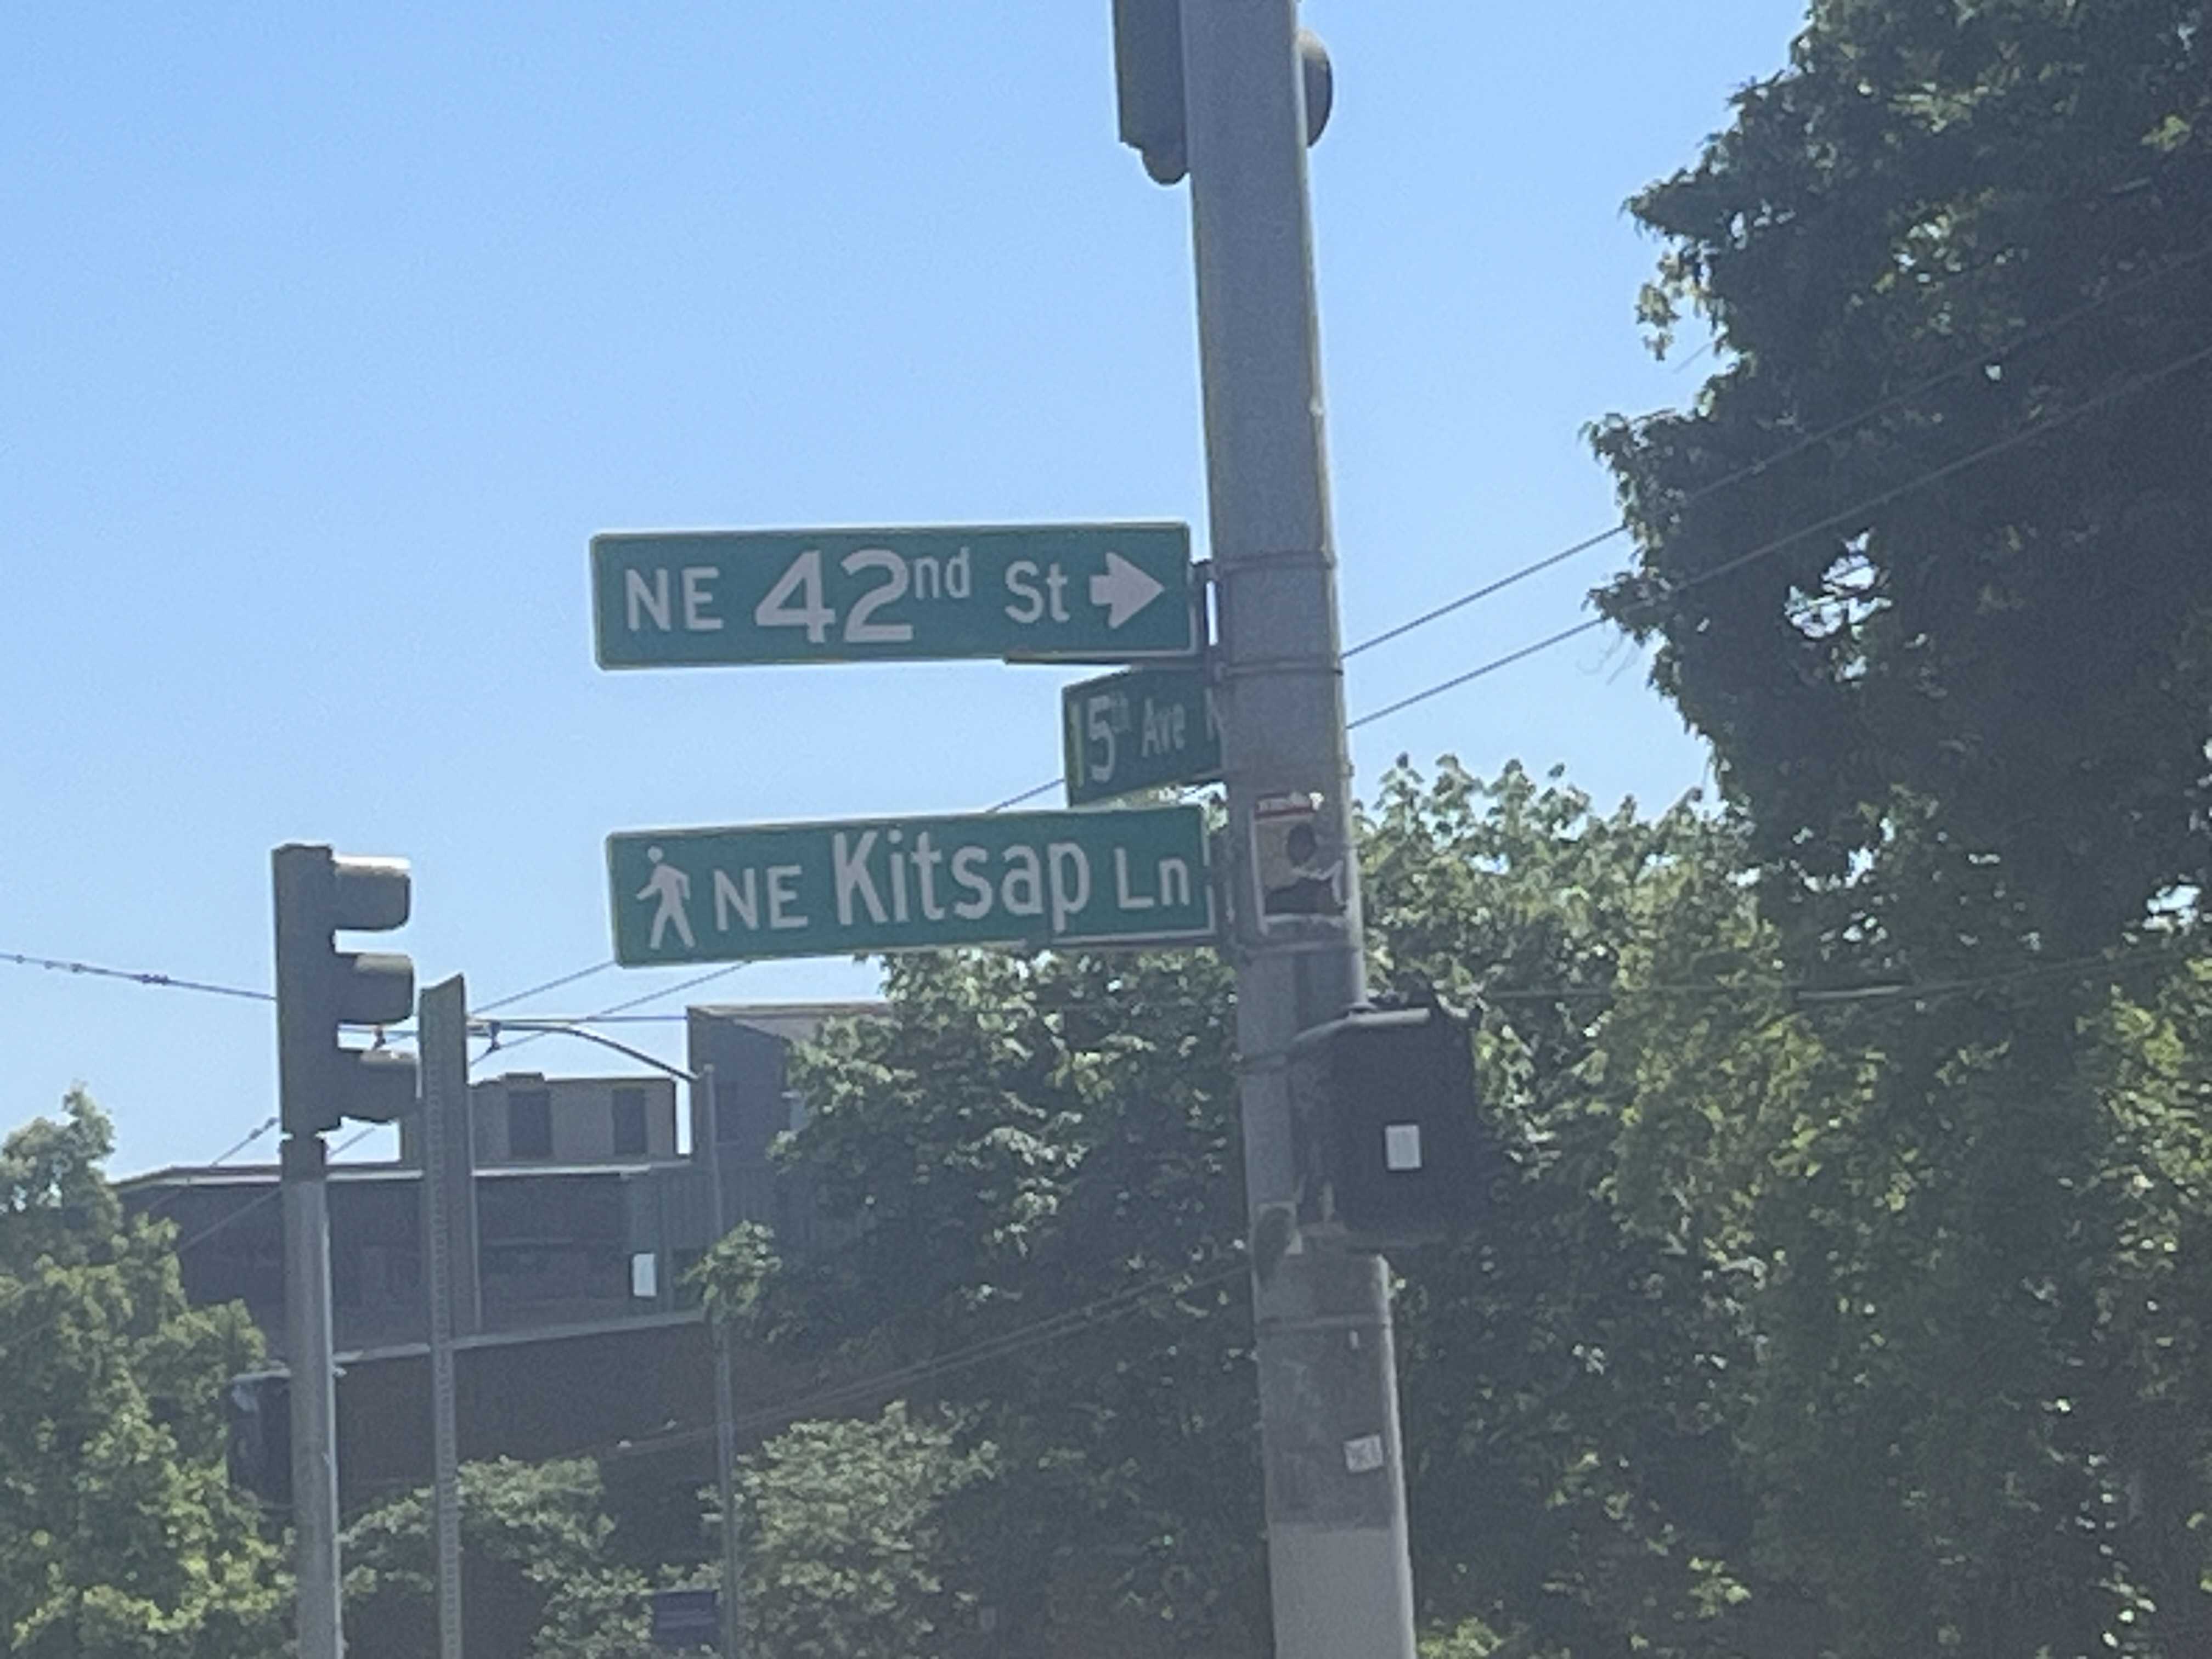 NE 42nd St
15th Ave
NE Kitsap Ln